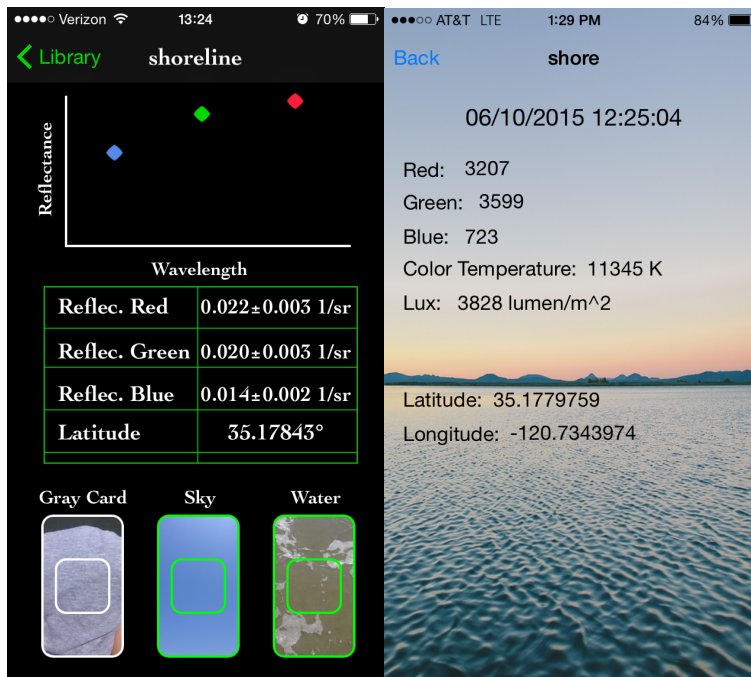 Verizon 13:24 70%
Library shoreline
Reflectance
Wavelength
Reflec. Red 0.022±0.003 1/sr
Reflec. Green 0.020±0.003 1/sr
Reflec. Blue 0.014±0.002 1/sr
Latitude 35.17843°
Gray Card Sky Water
AT&T LTE 1:29 PM 84%
Back shore
06/10/2015 12:25:04
Red: 3207
Green: 3599
Blue: 723
Color Temperature: 11345 K
Lux: 3828 lumen/m^2
Latitude: 35.1779759
Longitude: -120.7343974